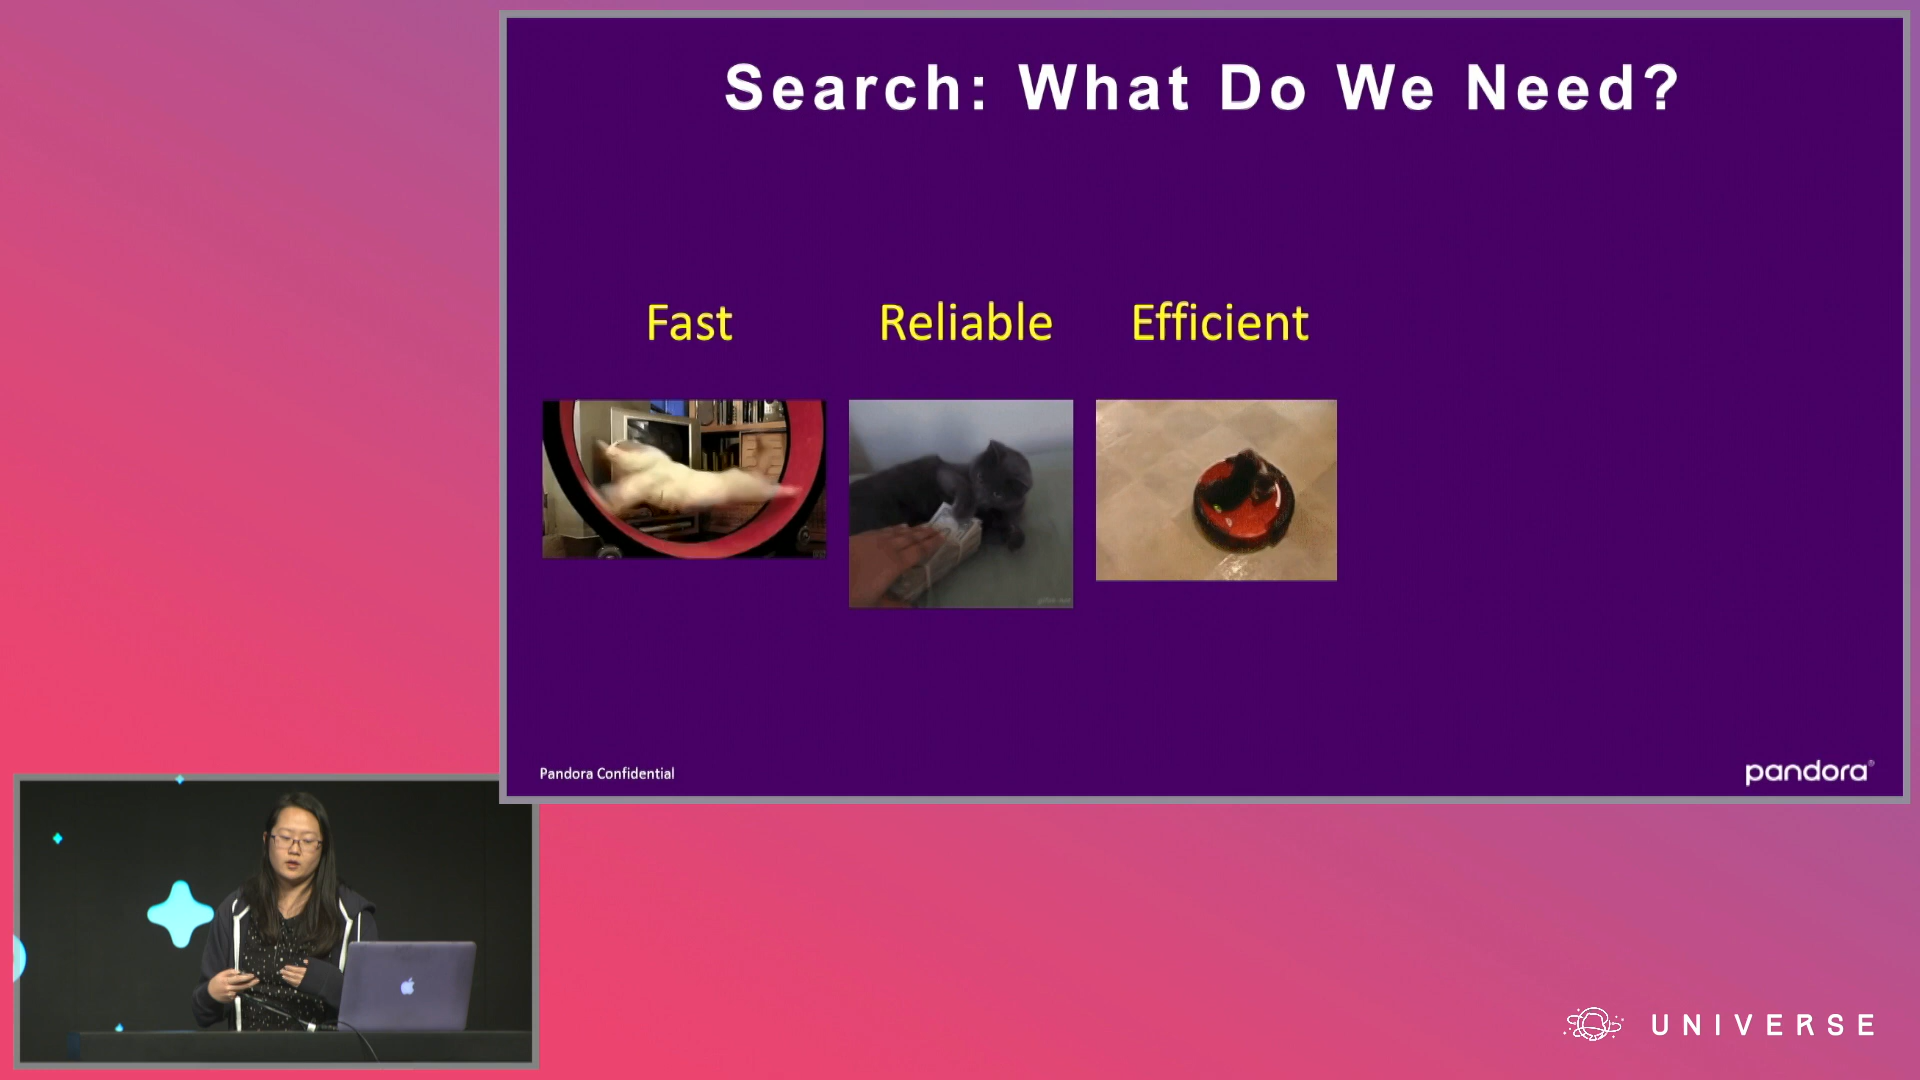 Search: What Do We Need?
Fast
Reliable
Efficient
Pandora Confidential
pandora®
UNIVERSE